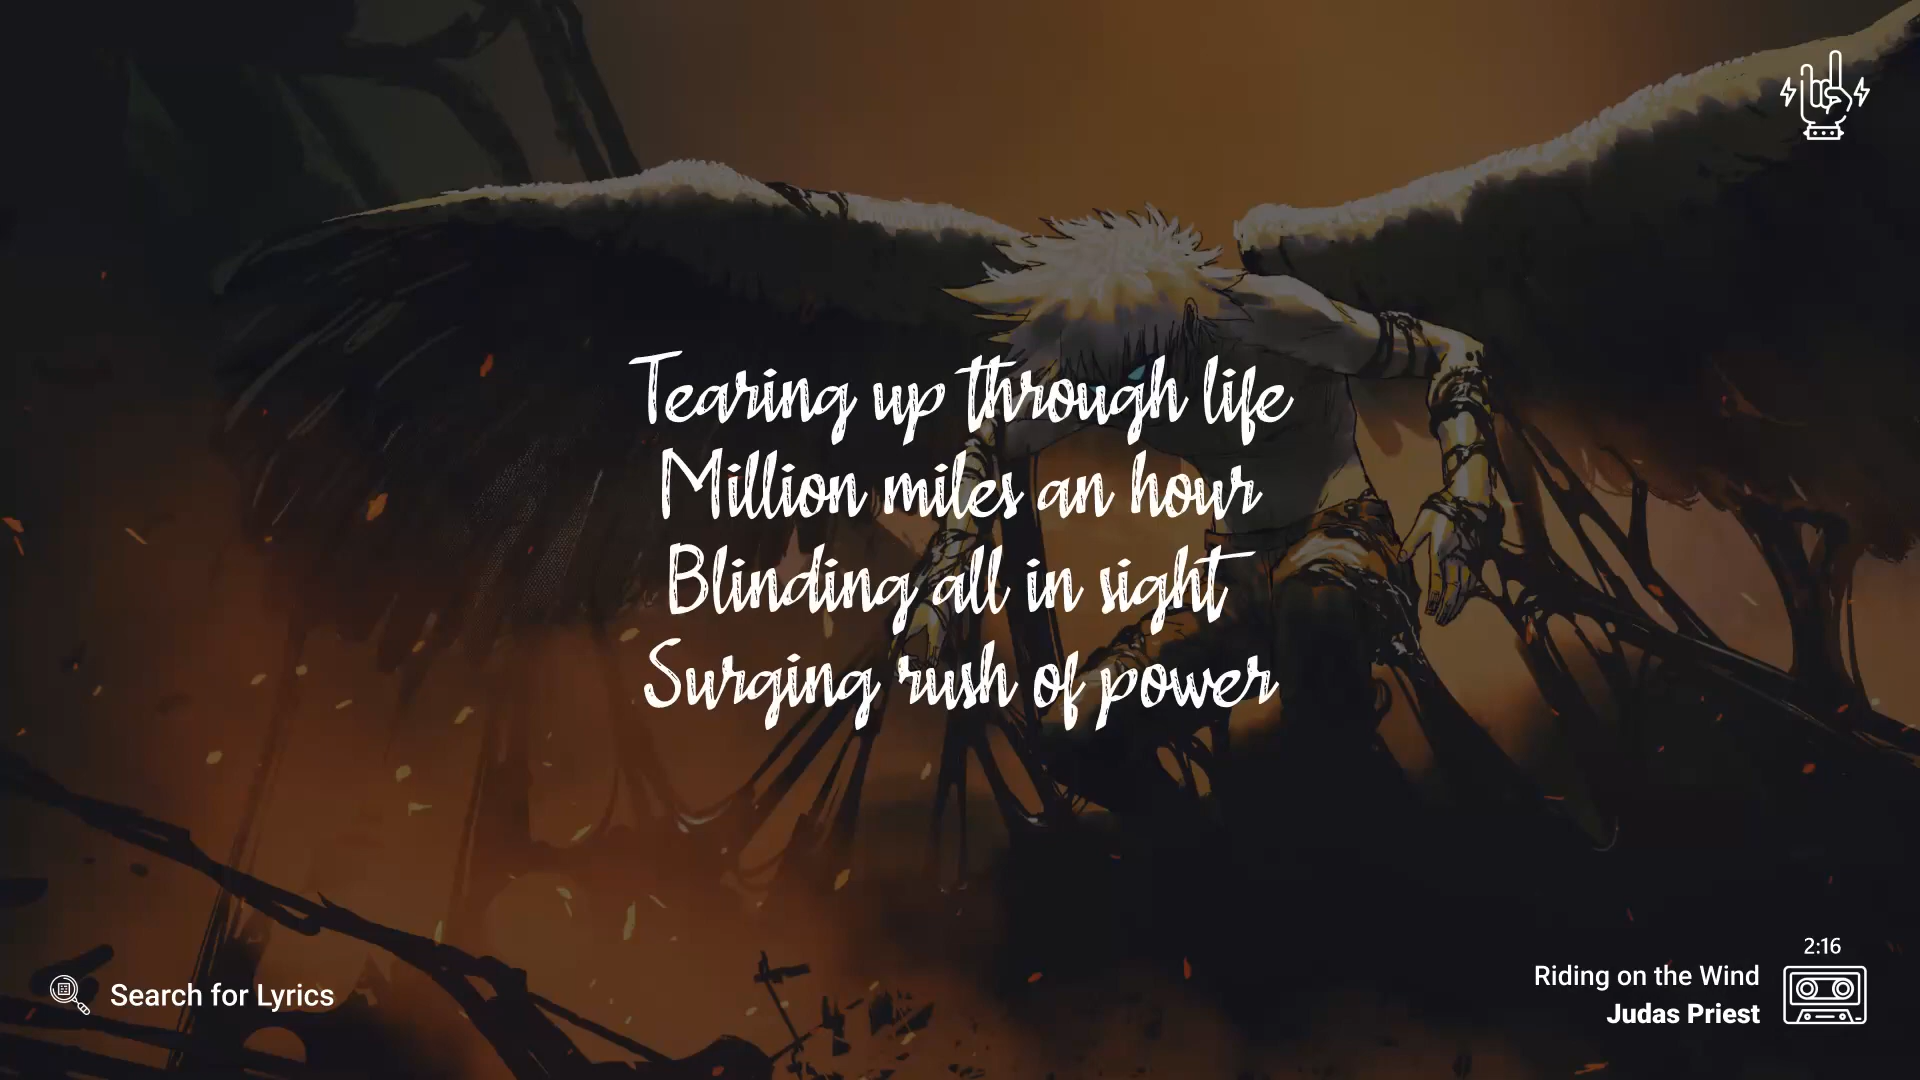 Tearing up through life
Million miles an hour
Blinding all in sight
Surging rush of power
Search for Lyrics
2:16
Riding on the Wind
Judas Priest